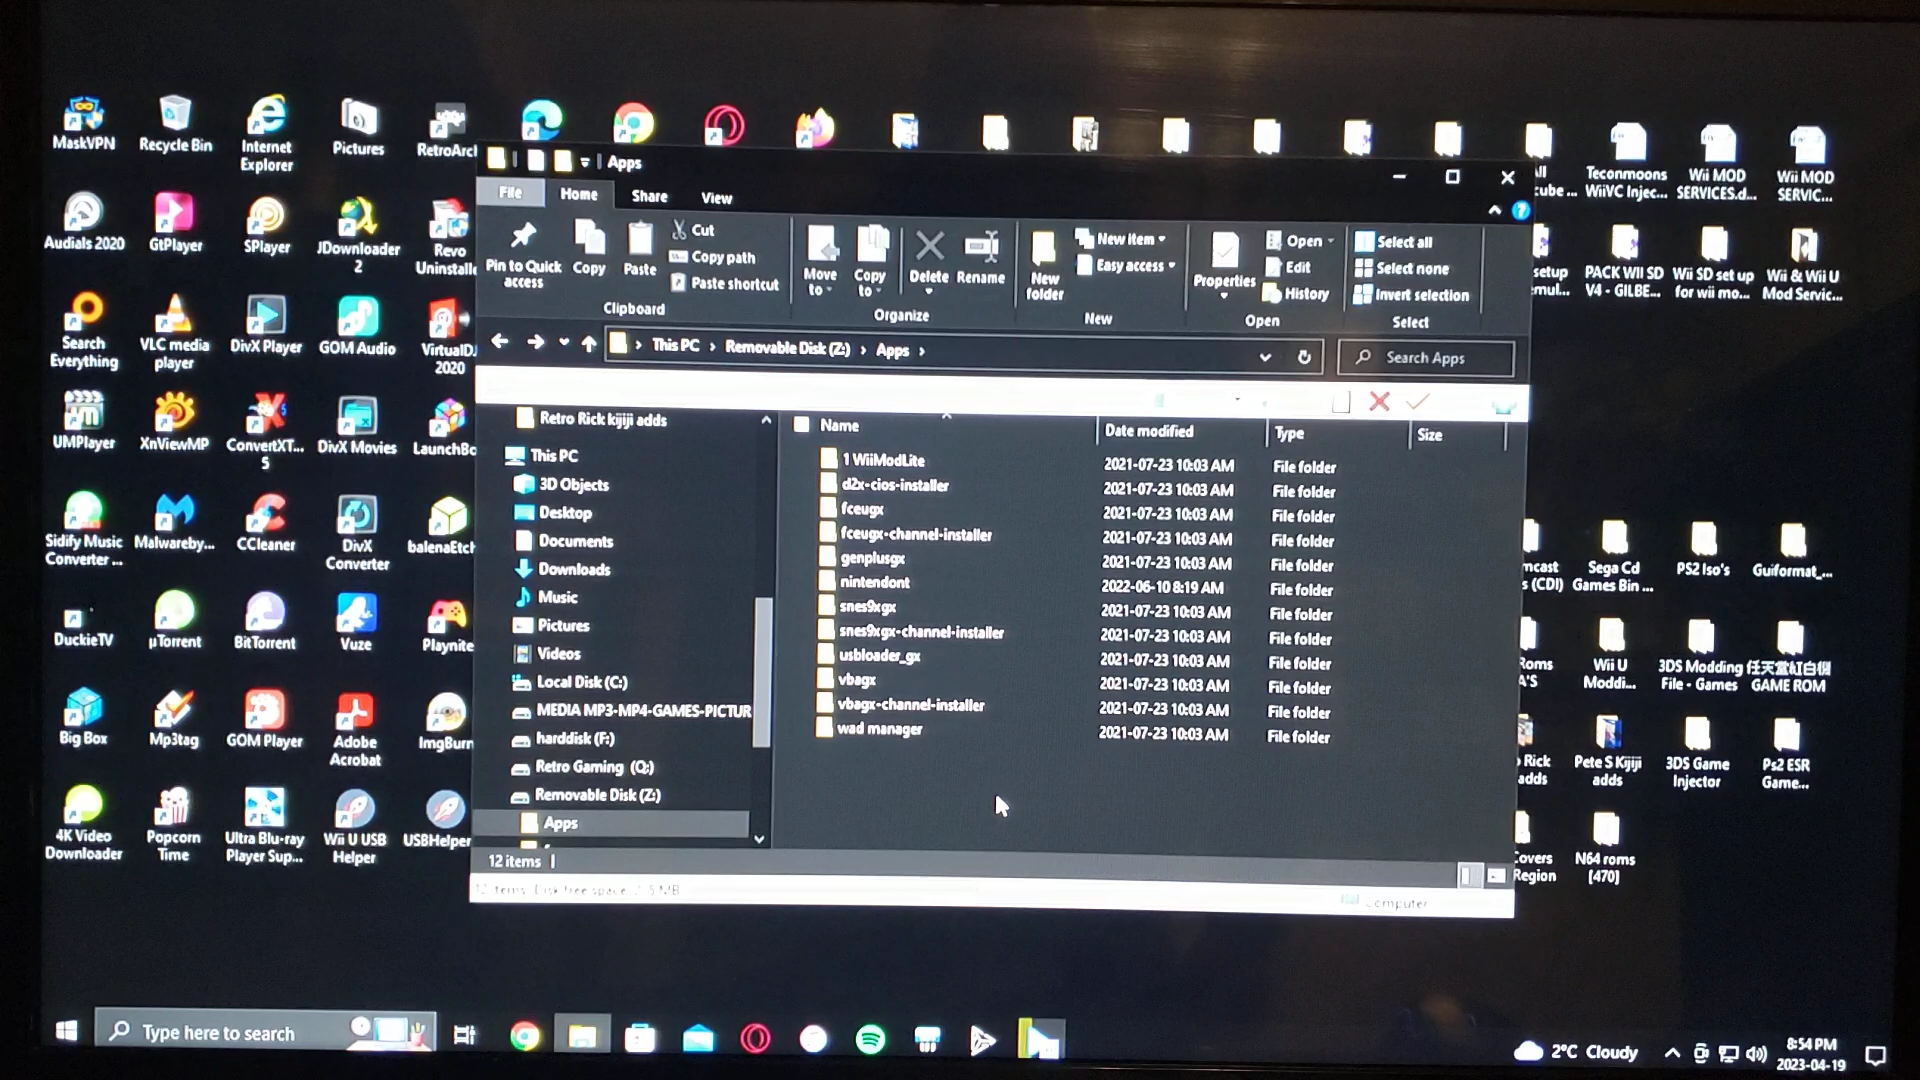 MaskVPN
Recycle Bin
Internet
Explorer
Pictures
RetroArc
Audials 2020
GtPlayer
SPlayer
JDownloader
2
Revo
Uninstalle
Search
Everything
VLC media
player
DivX Player
GOM Audio
VirtualDJ
2020
UMPlayer
XnViewMP
ConvertXT...
5
DivX Movies
LaunchBo
Sidify Music
Converter ...
Malwareby...
CCleaner
DivX
Converter
balenaEtch
DuckieTV
µTorrent
BitTorrent
Vuze
Playnite
Big Box
Mp3tag
GOM Player
Adobe
Acrobat
ImgBurn
4K Video
Downloader
Popcorn
Time
Ultra Blu-ray
Player Sup...
Wii U USB
Helper
USBHelper
Apps
File
Home
Share
View
Pin to Quick
access
Copy
Paste
Cut
Copy path
Paste shortcut
Clipboard
Move
to
Copy
to
Delete
Rename
Organize
New
folder
New item
Easy access
New
Properties
Open
Edit
History
Open
Select all
Select none
Invert selection
Select
This PC
Removable Disk (Z:)
Apps
Search Apps
Retro Rick kijiji adds
This PC
3D Objects
Desktop
Documents
Downloads
Music
Pictures
Videos
Local Disk (C:)
MEDIA MP3-MP4-GAMES-PICTUR
harddisk (F:)
Retro Gaming (Q:)
Removable Disk (Z:)
Apps
Name
Date modified
Type
Size
1 WiiModLite 2021-07-23 10:03 AM File folder
d2x-cios-installer 2021-07-23 10:03 AM File folder
fceugx 2021-07-23 10:03 AM File folder
fceugx-channel-installer 2021-07-23 10:03 AM File folder
genplusgx 2021-07-23 10:03 AM File folder
nintendont 2022-06-10 8:19 AM File folder
snes9xgx 2021-07-23 10:03 AM File folder
snes9xgx-channel-installer 2021-07-23 10:03 AM File folder
usbloader_gx 2021-07-23 10:03 AM File folder
vbagx 2021-07-23 10:03 AM File folder
vbagx-channel-installer 2021-07-23 10:03 AM File folder
wad manager 2021-07-23 10:03 AM File folder
12 items
Computer
cube ...
Teconmoons
WiiVC Injec...
Wii MOD
SERVICES.d...
Wii MOD
SERVIC...
setup
mul...
PACK WII SD
V4 - GILBE...
Wii SD set up
for wii mo...
Wii & Wii U
Mod Servic...
mcast
s (CDI)
Sega Cd
Games Bin ...
PS2 Iso's
Guiformat_...
Roms
A'S
Wii U
Moddi...
3DS Modding
File - Games
任天堂紅白機
GAME ROM
Rick
adds
Pete S Kijiji
adds
3DS Game
Injector
Ps2 ESR
Game...
Covers
Region
N64 roms
[470]
Type here to search
2°C Cloudy
8:54 PM
2023-04-19